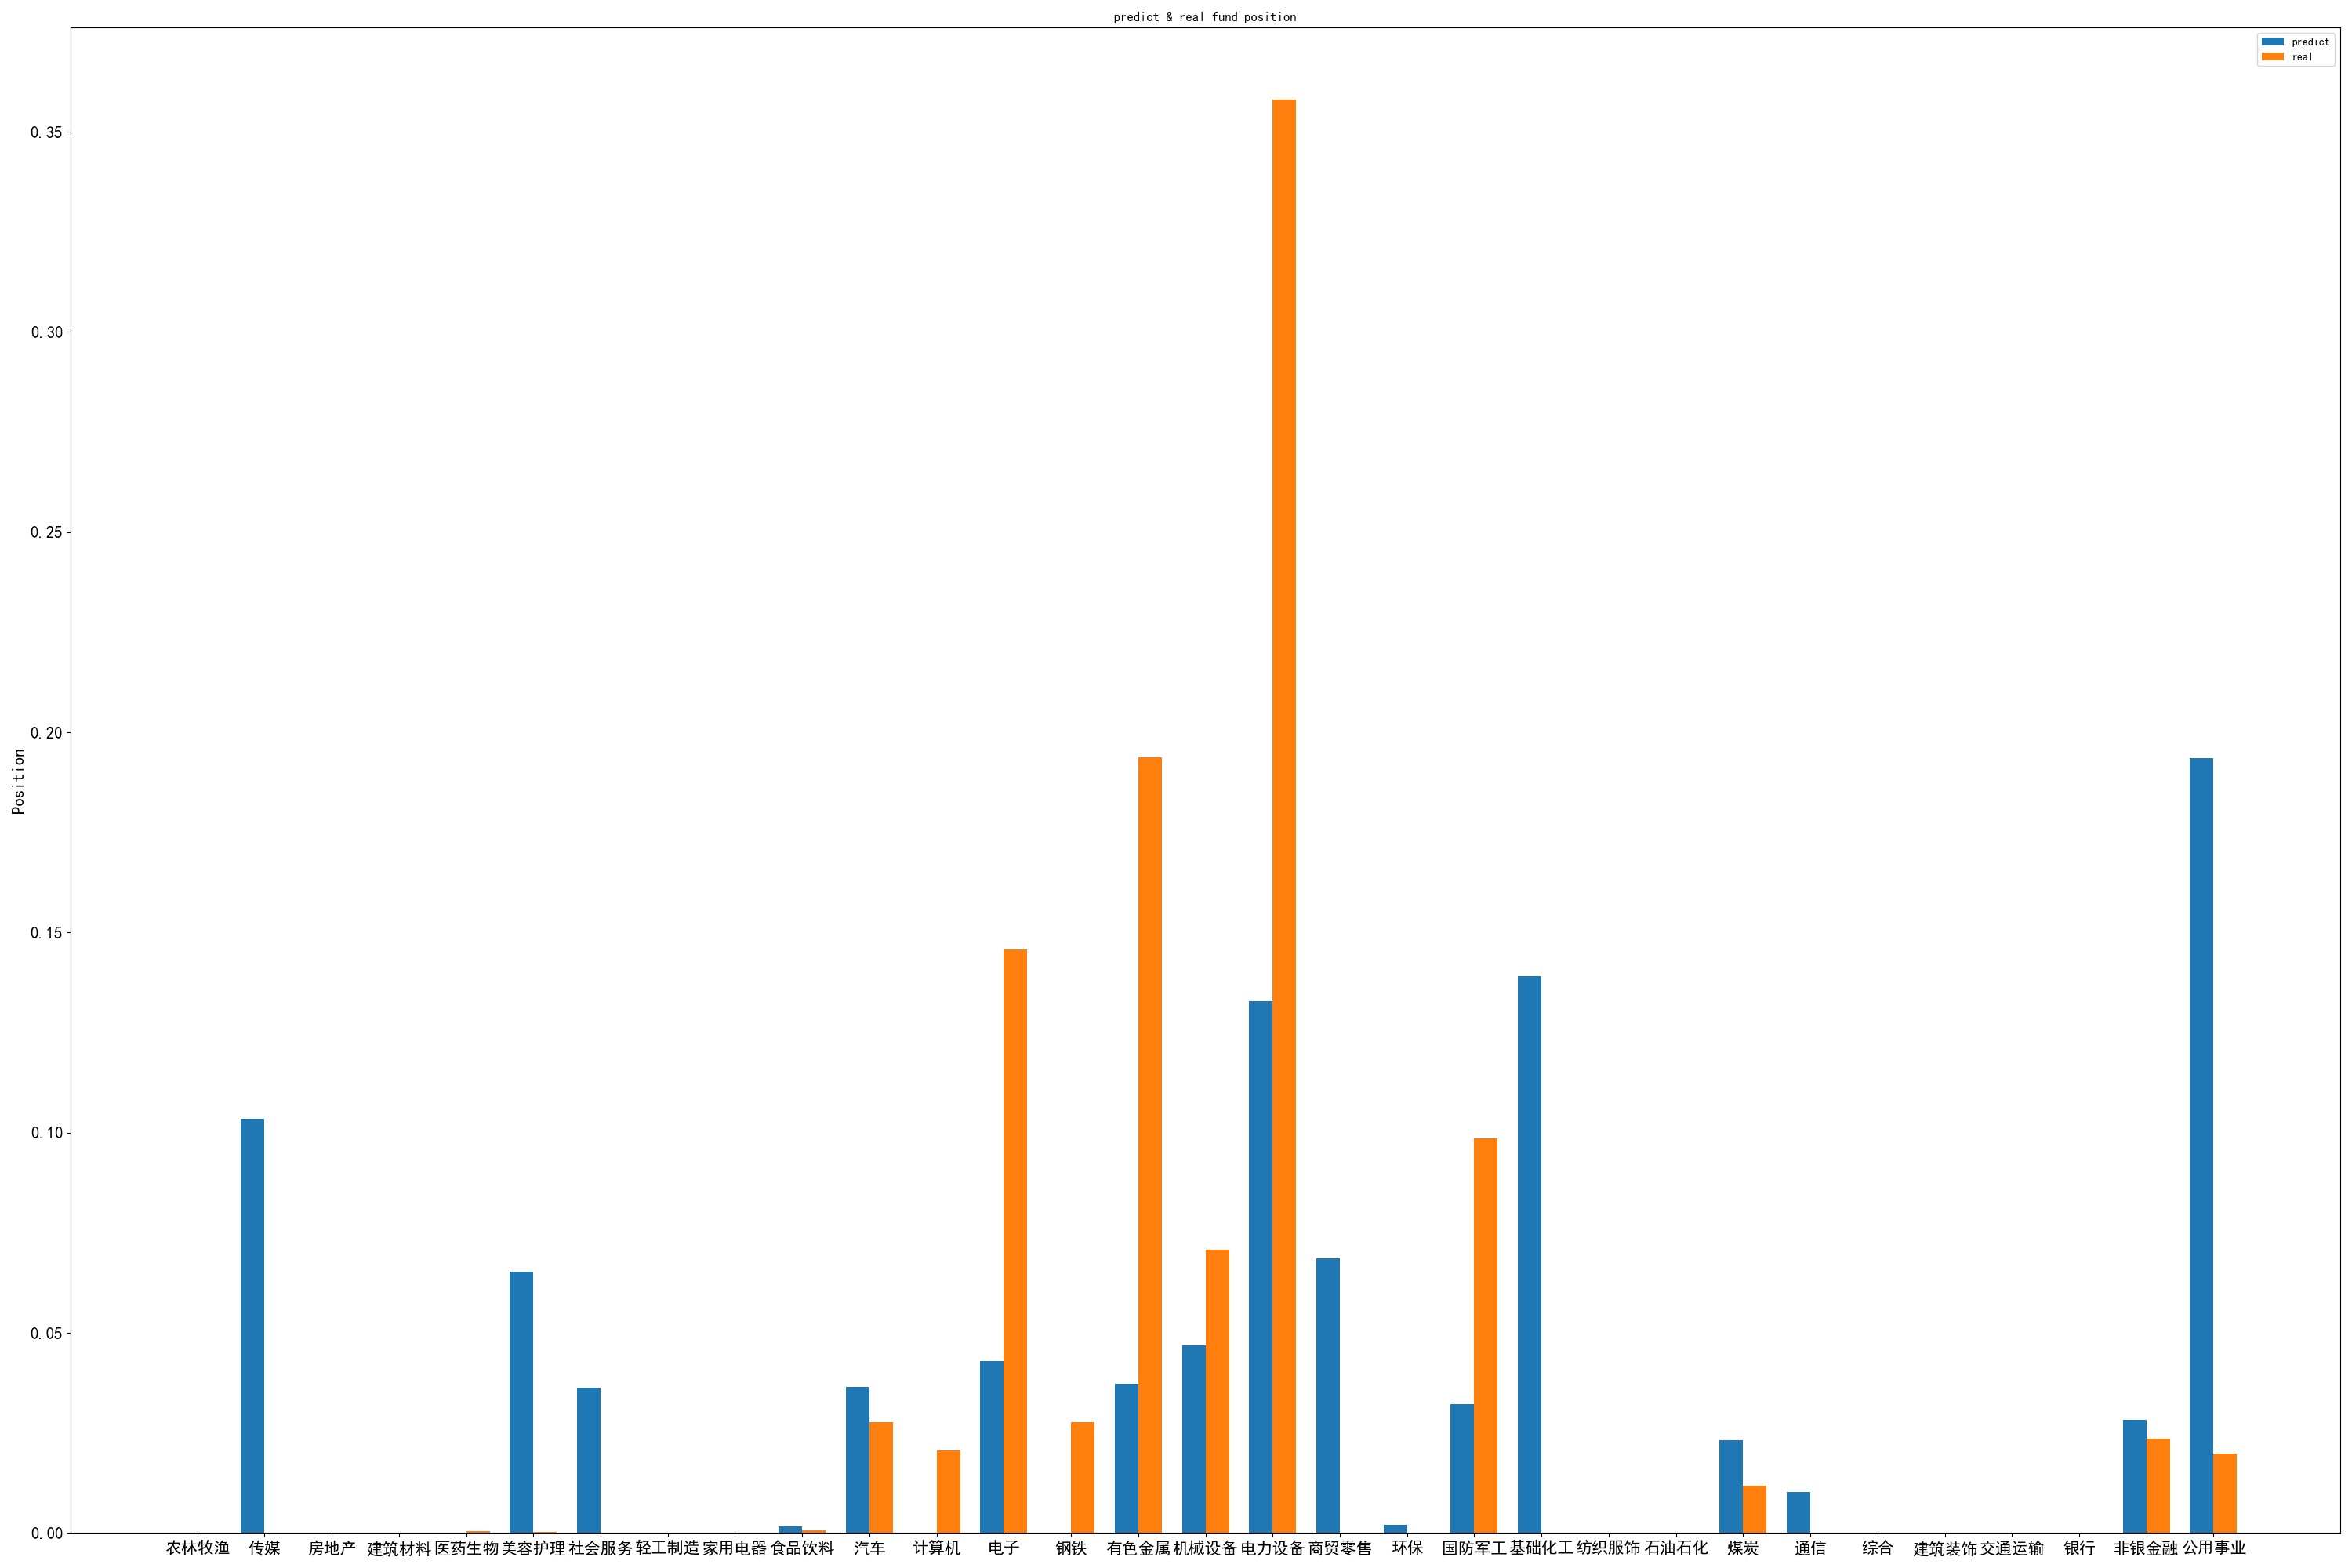 predict & real fund position
predict
real
0.35
0.30
0.25
0.20
0.15
0.10
0.05
0.00
Position
农林牧渔 传媒 房地产 建筑材料 医药生物 美容护理 社会服务 轻工制造 家用电器 食品饮料 汽车 计算机 电子 钢铁 有色金属 机械设备 电力设备 商贸零售 环保 国防军工 基础化工 纺织服饰 石油石化 煤炭 通信 综合 建筑装饰 交通运输 银行 非银金融 公用事业